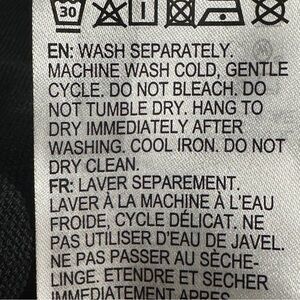 30
EN: WASH SEPARATELY.
MACHINE WASH COLD, GENTLE
CYCLE. DO NOT BLEACH. DO
NOT TUMBLE DRY. HANG TO
DRY IMMEDIATELY AFTER
WASHING. COOL IRON. DO NOT
DRY CLEAN.
FR: LAVER SEPAREMENT.
LAVER À LA MACHINE À L'EAU
FROIDE, CYCLE DÉLICAT. NE
PAS UTILISER D'EAU DE JAVEL.
NE PAS PASSER AU SÈCHE-
LINGE. ETENDRE ET SECHER
IMMEDIATEMENT APRES